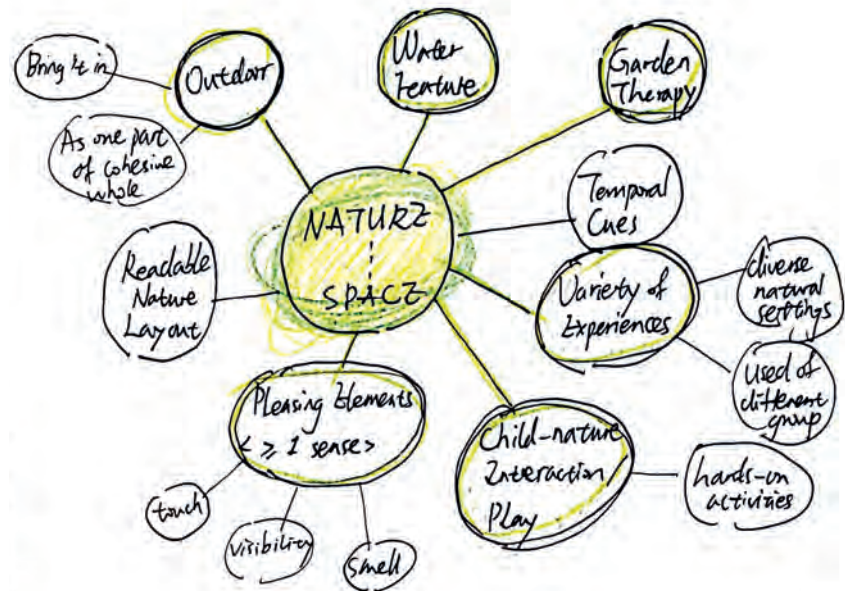 Bring it in
Outdoor
As one part
of cohesive
whole
Water
Feature
Garden
Therapy
NATURE
SPACE
Temporal
Cues
Readable
Nature
Layout
Variety of
Experiences
diverse
natural
settings
Used of
different
group
Pleasing Elements
< ≥ 1 sense >
touch
visibility
smell
Child-nature
Interaction
Play
hands-on
activities